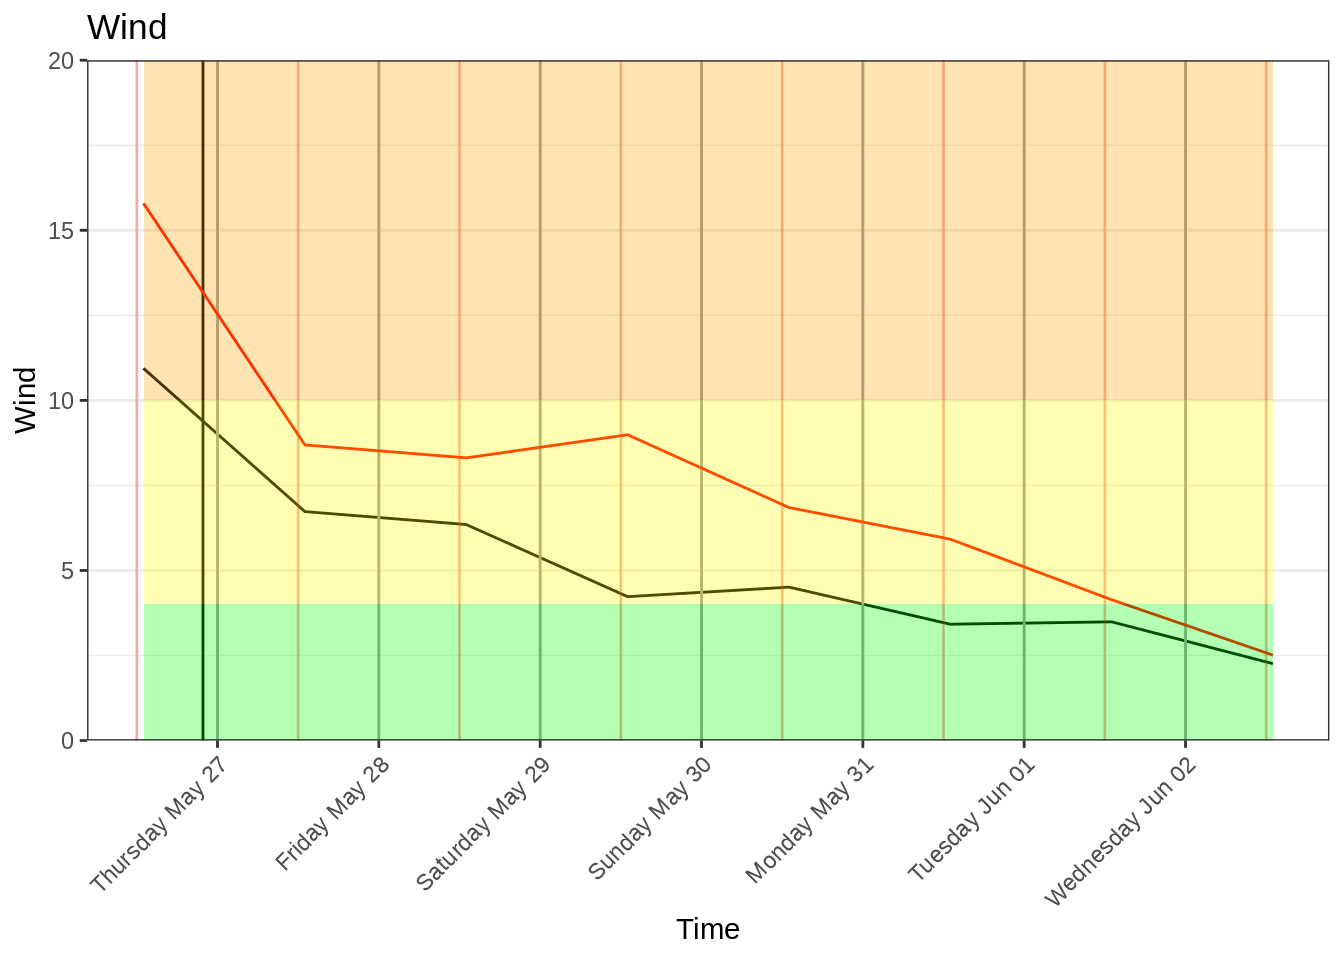 Wind
20
15
10
5
0
Wind
Thursday May 27
Friday May 28
Saturday May 29
Sunday May 30
Monday May 31
Tuesday Jun 01
Wednesday Jun 02
Time